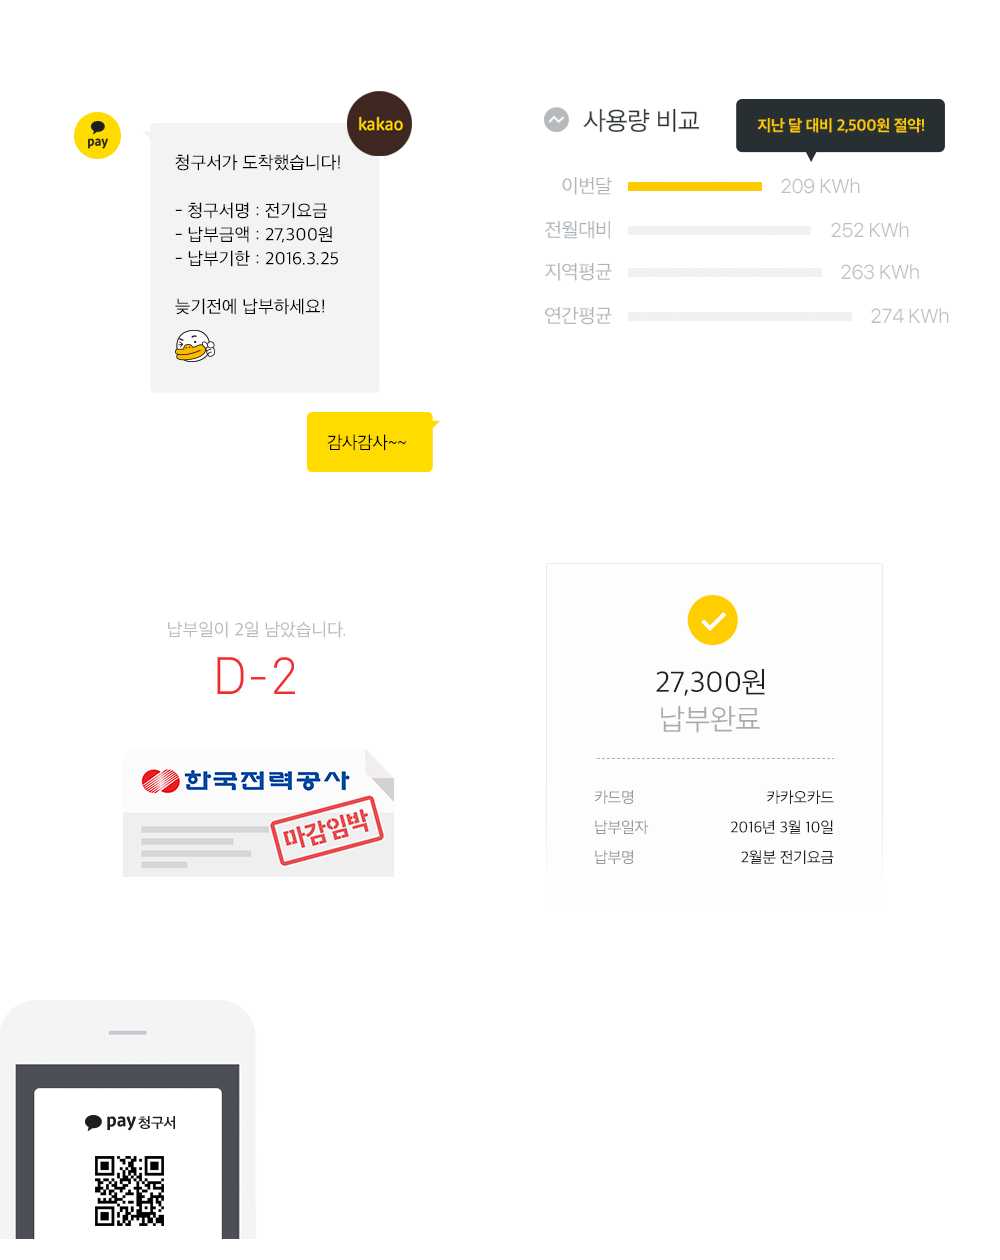 pay
kakao
청구서가 도착했습니다!
- 청구서명 : 전기요금
- 납부금액 : 27,300원
- 납부기한 : 2016.3.25
늦기전에 납부하세요!
감사감사~~
사용량 비교
지난 달 대비 2,500원 절약!
이번달 209 KWh
전월대비 252 KWh
지역평균 263 KWh
연간평균 274 KWh
납부일이 2일 남았습니다.
D-2
한국전력공사
마감임박
27,300원
납부완료
카드명 카카오카드
납부일자 2016년 3월 10일
납부명 2월분 전기요금
pay 청구서